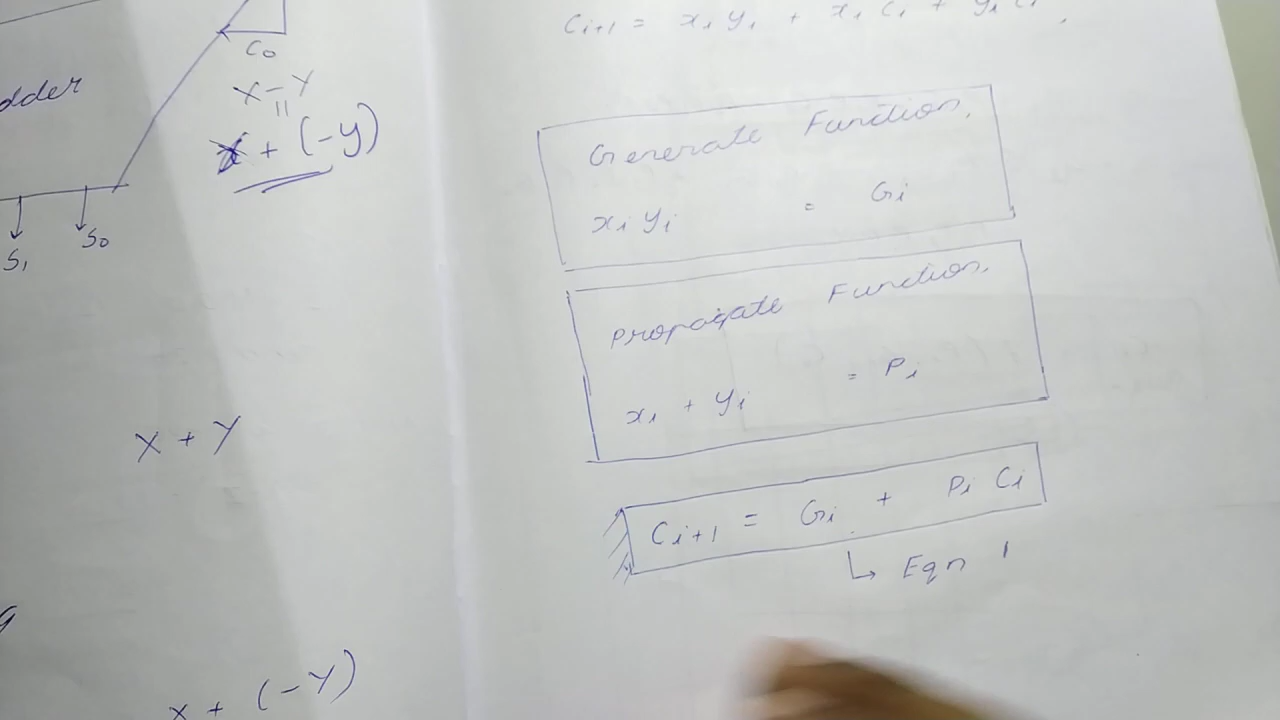 C₀
X - Y
||
X + (-Y)
S₁ S₀
X + Y
X + (-Y)
Cᵢ₊₁ = xᵢ yᵢ + xᵢ cᵢ + yᵢ cᵢ
Generate Function,
xᵢ yᵢ = Gᵢ
Propagate Function,
xᵢ + yᵢ = Pᵢ
Cᵢ₊₁ = Gᵢ + Pᵢ Cᵢ
↳ Eqn 1